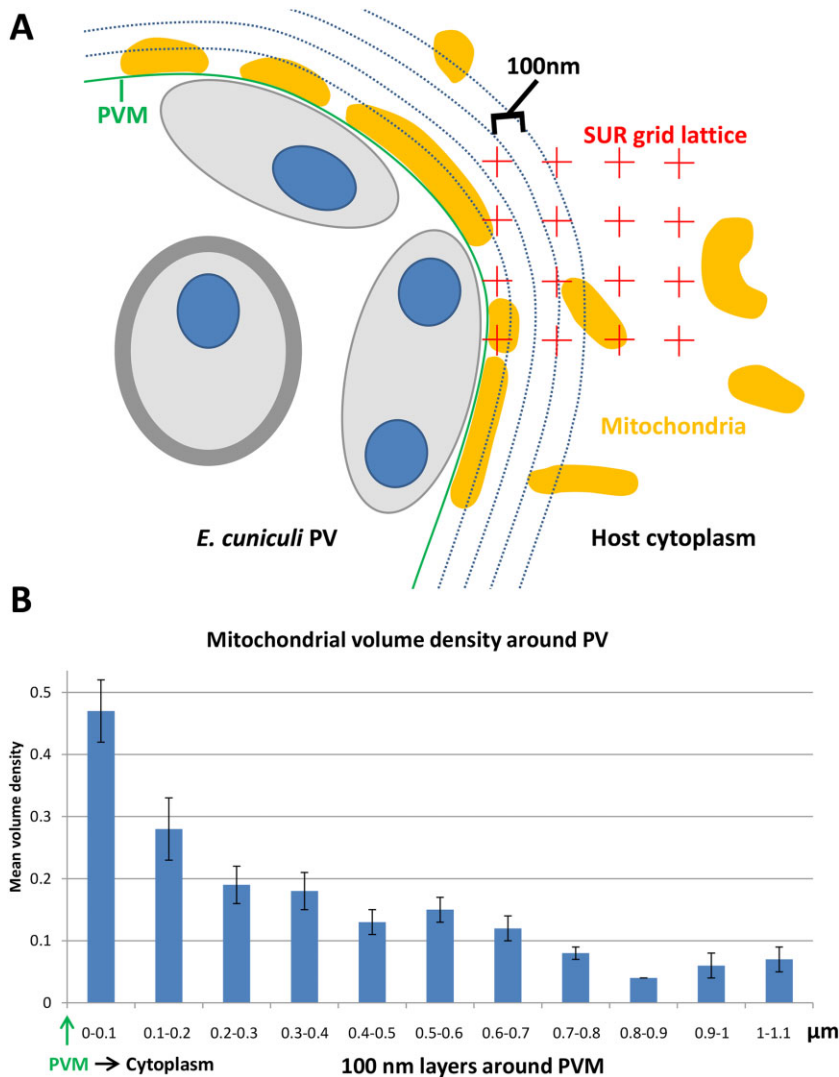 A
100nm
PVM
SUR grid lattice
Mitochondria
E. cuniculi PV
Host cytoplasm
B
Mitochondrial volume density around PV
Mean volume density
0.5
0.4
0.3
0.2
0.1
0
0-0.1 0.1-0.2 0.2-0.3 0.3-0.4 0.4-0.5 0.5-0.6 0.6-0.7 0.7-0.8 0.8-0.9 0.9-1 1-1.1 μm
PVM → Cytoplasm
100 nm layers around PVM